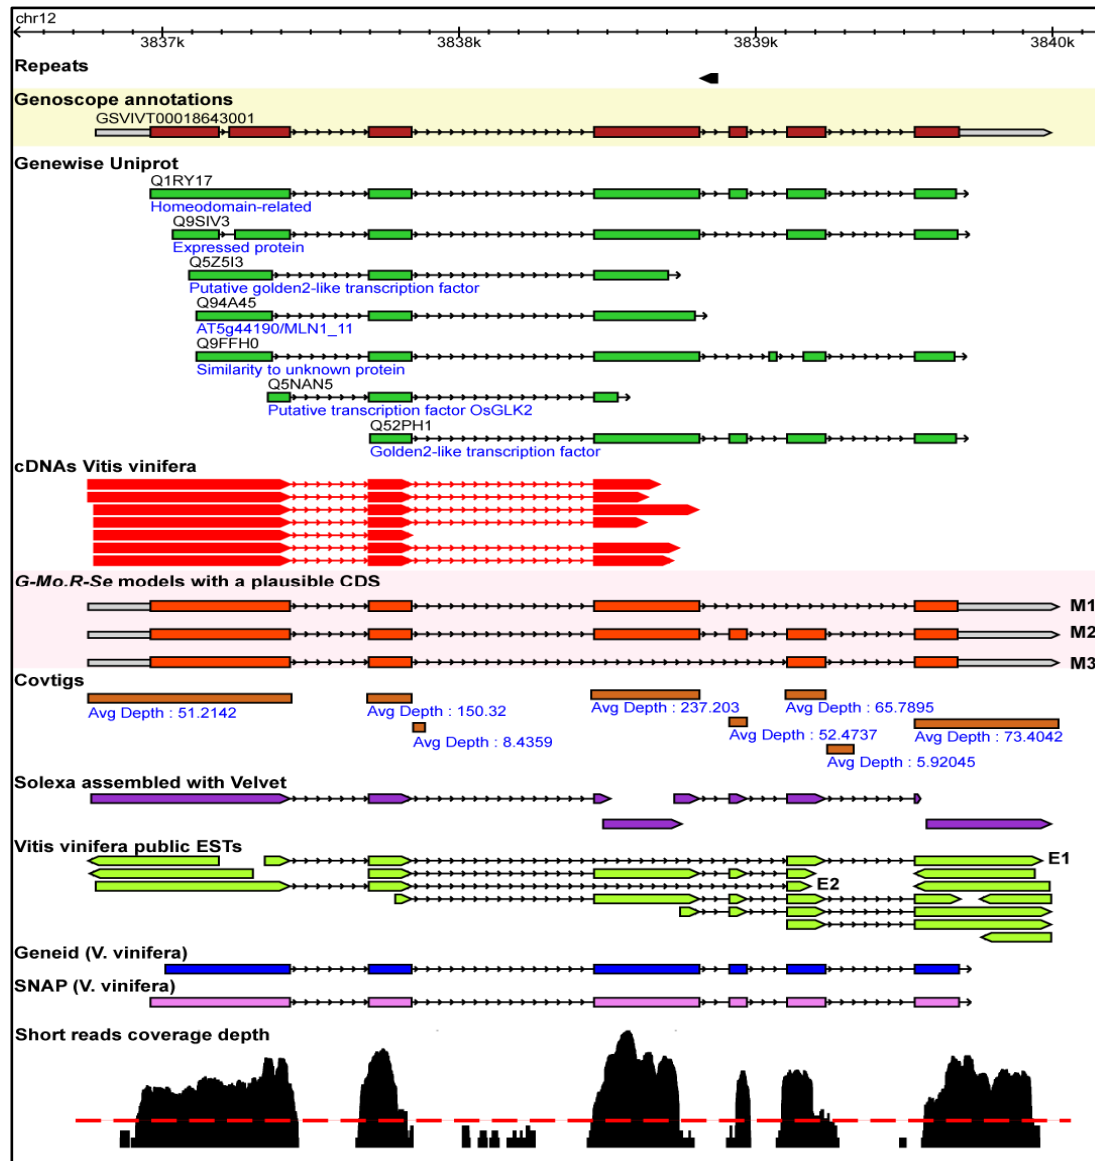 chr12
3837k 3838k 3839k 3840k
Repeats
Genoscope annotations
GSVIVT00018643001
Genewise Uniprot
Q1RY17
Homeodomain-related
Q9SIV3
Expressed protein
Q5Z5I3
Putative golden2-like transcription factor
Q94A45
AT5g44190/MLN1_11
Q9FFH0
Similarity to unknown protein
Q5NAN5
Putative transcription factor OsGLK2
Q52PH1
Golden2-like transcription factor
cDNAs Vitis vinifera
G-Mo.R-Se models with a plausible CDS
M1
M2
M3
Covtigs
Avg Depth : 51.2142
Avg Depth : 150.32
Avg Depth : 8.4359
Avg Depth : 237.203
Avg Depth : 52.4737
Avg Depth : 65.7895
Avg Depth : 5.92045
Avg Depth : 73.4042
Solexa assembled with Velvet
Vitis vinifera public ESTs
E1
E2
Geneid (V. vinifera)
SNAP (V. vinifera)
Short reads coverage depth